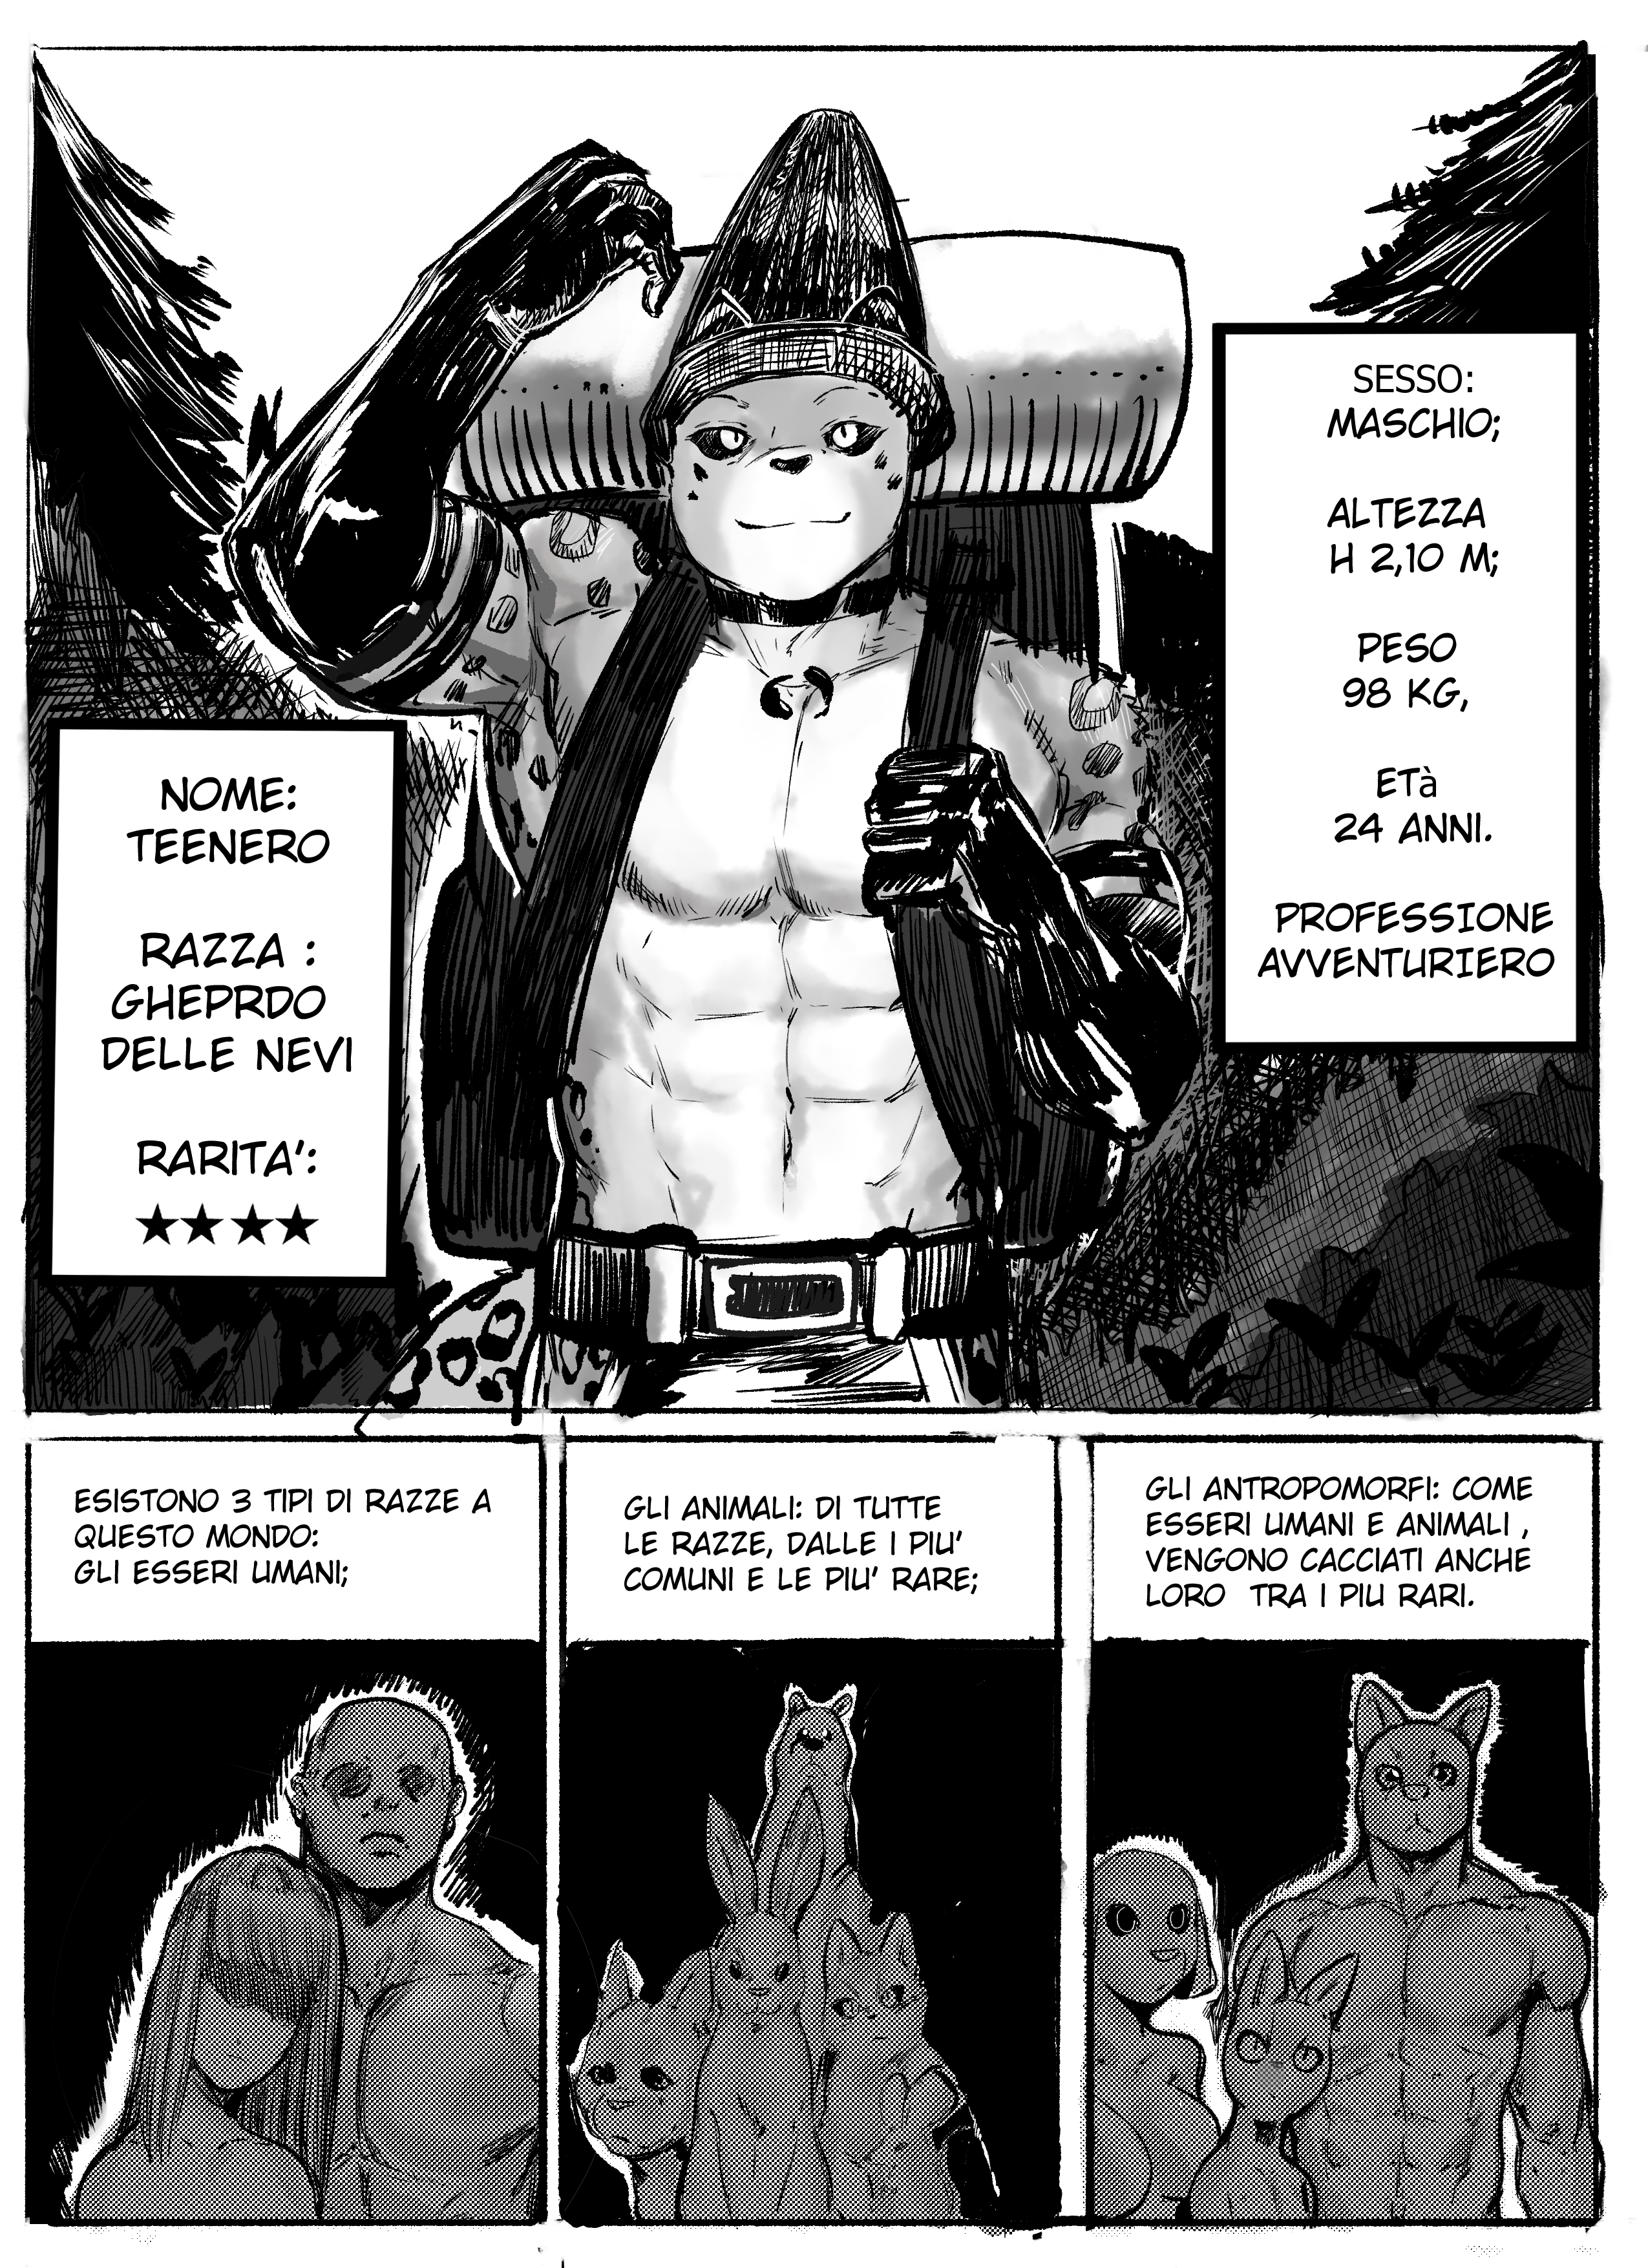 NOME:
TEENERO
RAZZA :
GHEPRDO
DELLE NEVI
RARITA':
★★★★
SESSO:
MASCHIO;
ALTEZZA
H 2,10 M;
PESO
98 KG,
ETà
24 ANNI.
PROFESSIONE
AVVENTURIERO
ESISTONO 3 TIPI DI RAZZE A
QUESTO MONDO:
GLI ESSERI UMANI;
GLI ANIMALI: DI TUTTE
LE RAZZE, DALLE I PIU'
COMUNI E LE PIU' RARE;
GLI ANTROPOMORFI: COME
ESSERI UMANI E ANIMALI ,
VENGONO CACCIATI ANCHE
LORO TRA I PIU RARI.